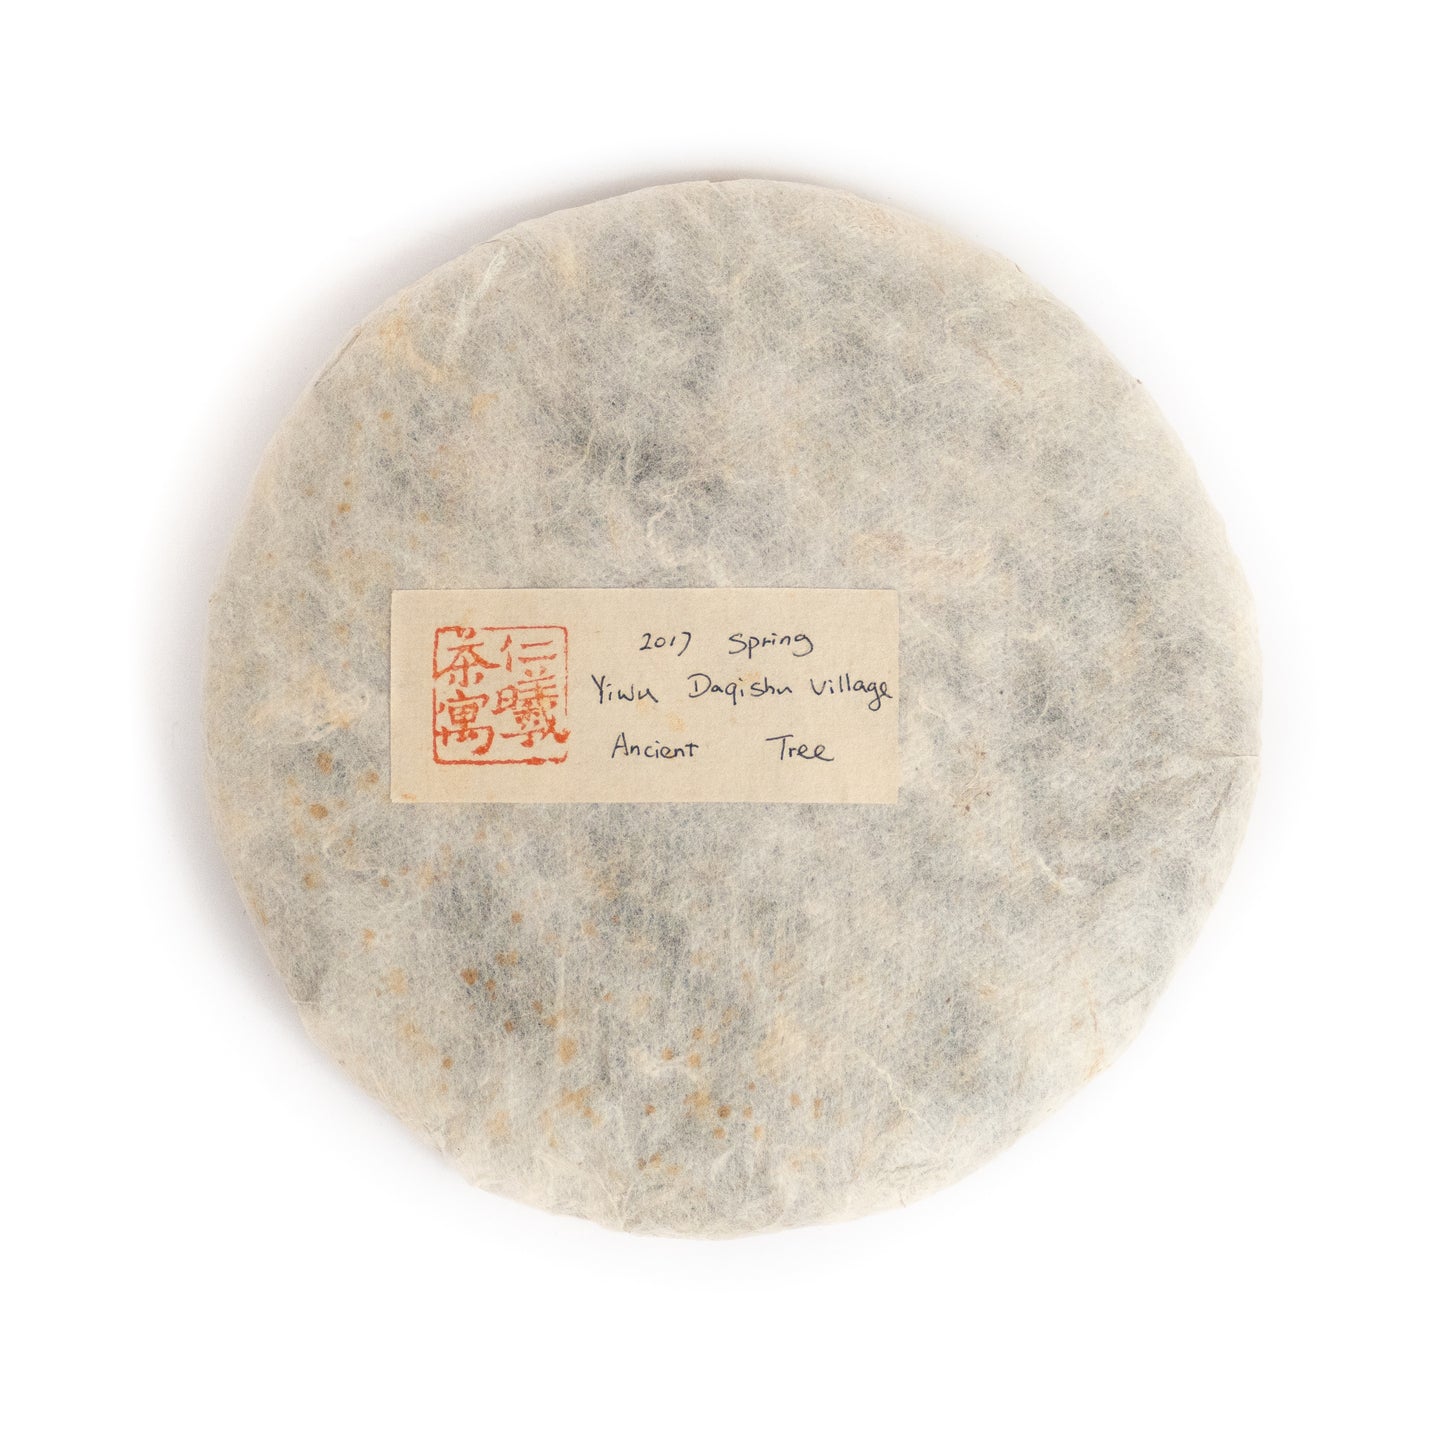 仁曦
茶寓
2017 Spring
Yiwu Daqishu Village
Ancient Tree